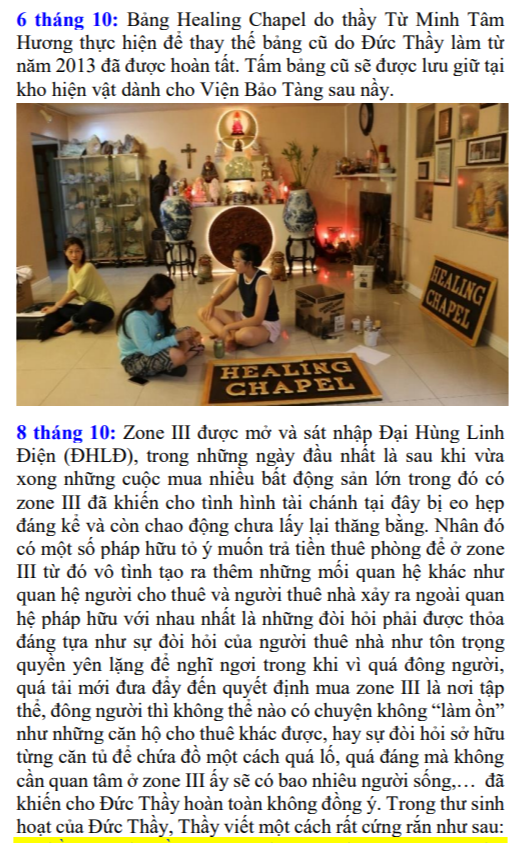 6 tháng 10: Bảng Healing Chapel do thầy Từ Minh Tâm
Hương thực hiện để thay thế bảng cũ do Đức Thầy làm từ
năm 2013 đã được hoàn tất. Tấm bảng cũ sẽ được lưu giữ tại
kho hiện vật dành cho Viện Bảo Tàng sau nầy.
HEALING
CHAPEL
HEALING
CHAPEL
8 tháng 10: Zone III được mở và sát nhập Đại Hùng Linh
Điện (ĐHLĐ), trong những ngày đầu nhất là sau khi vừa
xong những cuộc mua nhiều bất động sản lớn trong đó có
zone III đã khiến cho tình hình tài chánh tại đây bị eo hẹp
đáng kể và còn chao động chưa lấy lại thăng bằng. Nhân đó
có một số pháp hữu tỏ ý muốn trả tiền thuê phòng để ở zone
III từ đó vô tình tạo ra thêm những mối quan hệ khác như
quan hệ người cho thuê và người thuê nhà xảy ra ngoài quan
hệ pháp hữu với nhau nhất là những đòi hỏi phải được thỏa
đáng tựa như sự đòi hỏi của người thuê nhà như tôn trọng
quyền yên lặng để nghĩ ngơi trong khi vì quá đông người,
quá tải mới đưa đẩy đến quyết định mua zone III là nơi tập
thể, đông người thì không thể nào có chuyện không “làm ồn”
như những căn hộ cho thuê khác được, hay sự đòi hỏi sở hữu
từng căn tủ để chứa đồ một cách quá lố, quá đáng mà không
cần quan tâm ở zone III ấy sẽ có bao nhiêu người sống,… đã
khiến cho Đức Thầy hoàn toàn không đồng ý. Trong thư sinh
hoạt của Đức Thầy, Thầy viết một cách rất cứng rắn như sau: